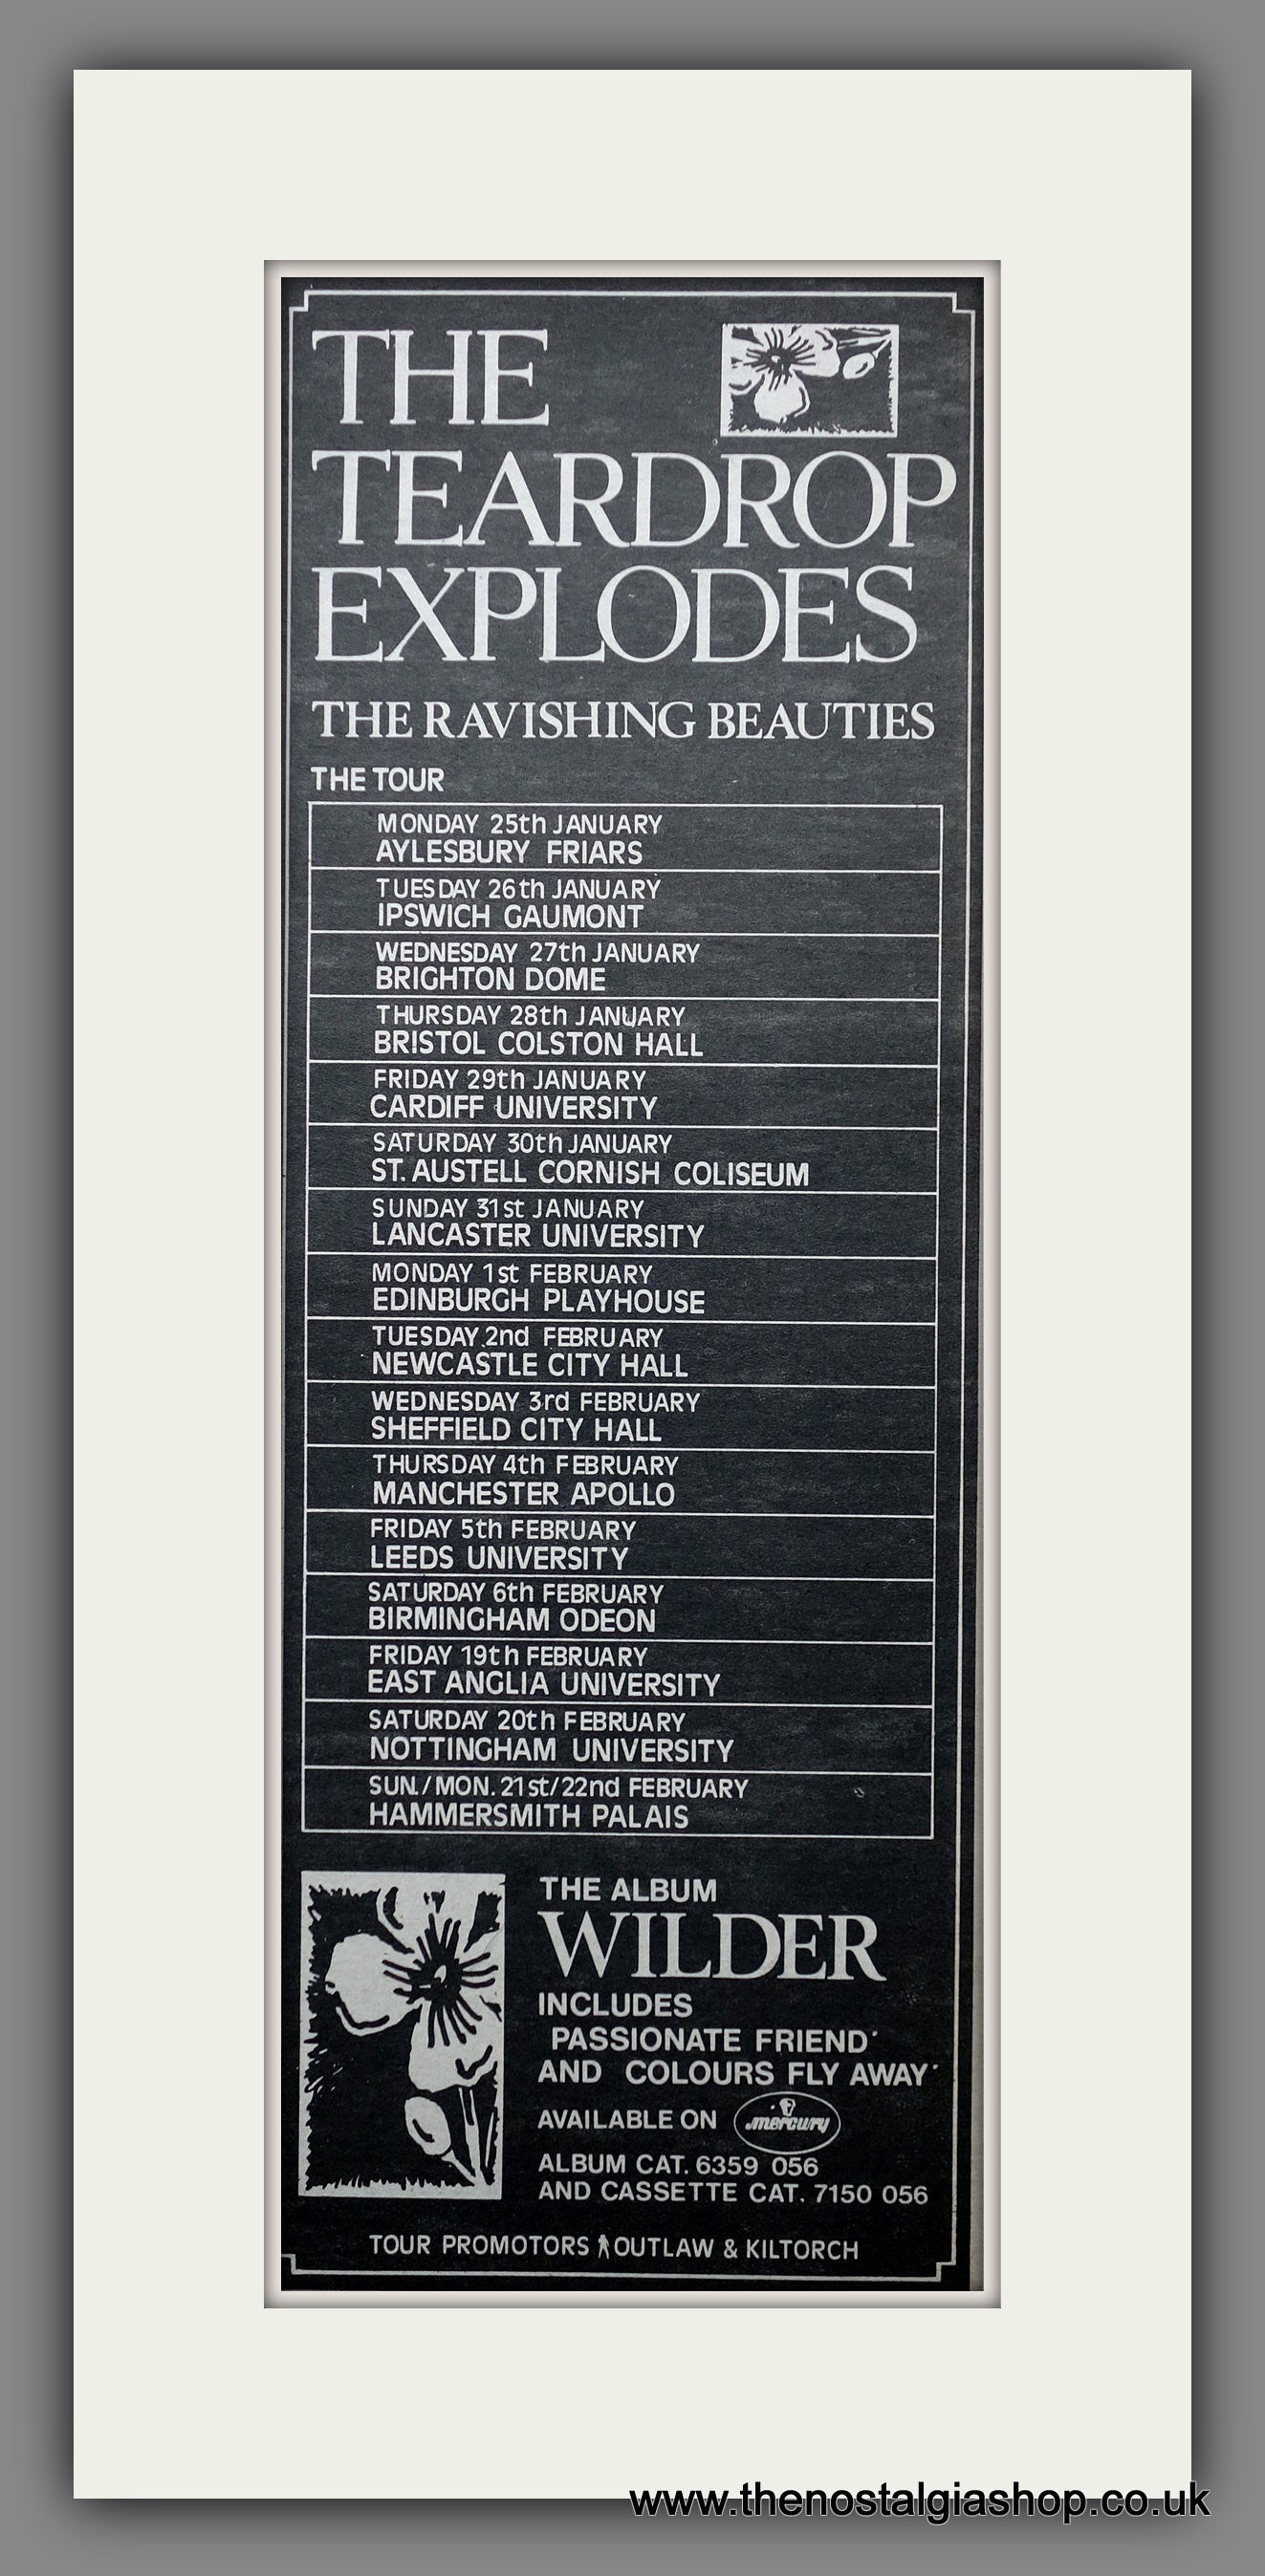 THE
TEARDROP
EXPLODES
THE RAVISHING BEAUTIES
THE TOUR
MONDAY 25th JANUARY
AYLESBURY FRIARS
TUESDAY 26th JANUARY
IPSWICH GAUMONT
WEDNESDAY 27th JANUARY
BRIGHTON DOME
THURSDAY 28th JANUARY
BRISTOL COLSTON HALL
FRIDAY 29th JANUARY
CARDIFF UNIVERSITY
SATURDAY 30th JANUARY
ST. AUSTELL CORNISH COLISEUM
SUNDAY 31st JANUARY
LANCASTER UNIVERSITY
MONDAY 1st FEBRUARY
EDINBURGH PLAYHOUSE
TUESDAY 2nd FEBRUARY
NEWCASTLE CITY HALL
WEDNESDAY 3rd FEBRUARY
SHEFFIELD CITY HALL
THURSDAY 4th FEBRUARY
MANCHESTER APOLLO
FRIDAY 5th FEBRUARY
LEEDS UNIVERSITY
SATURDAY 6th FEBRUARY
BIRMINGHAM ODEON
FRIDAY 19th FEBRUARY
EAST ANGLIA UNIVERSITY
SATURDAY 20th FEBRUARY
NOTTINGHAM UNIVERSITY
SUN./MON. 21st/22nd FEBRUARY
HAMMERSMITH PALAIS
THE ALBUM
WILDER
INCLUDES
PASSIONATE FRIEND'
AND COLOURS FLY AWAY'
AVAILABLE ON mercury
ALBUM CAT. 6359 056
AND CASSETTE CAT. 7150 056
TOUR PROMOTORS OUTLAW & KILTORCH
www.thenostalgiashop.co.uk